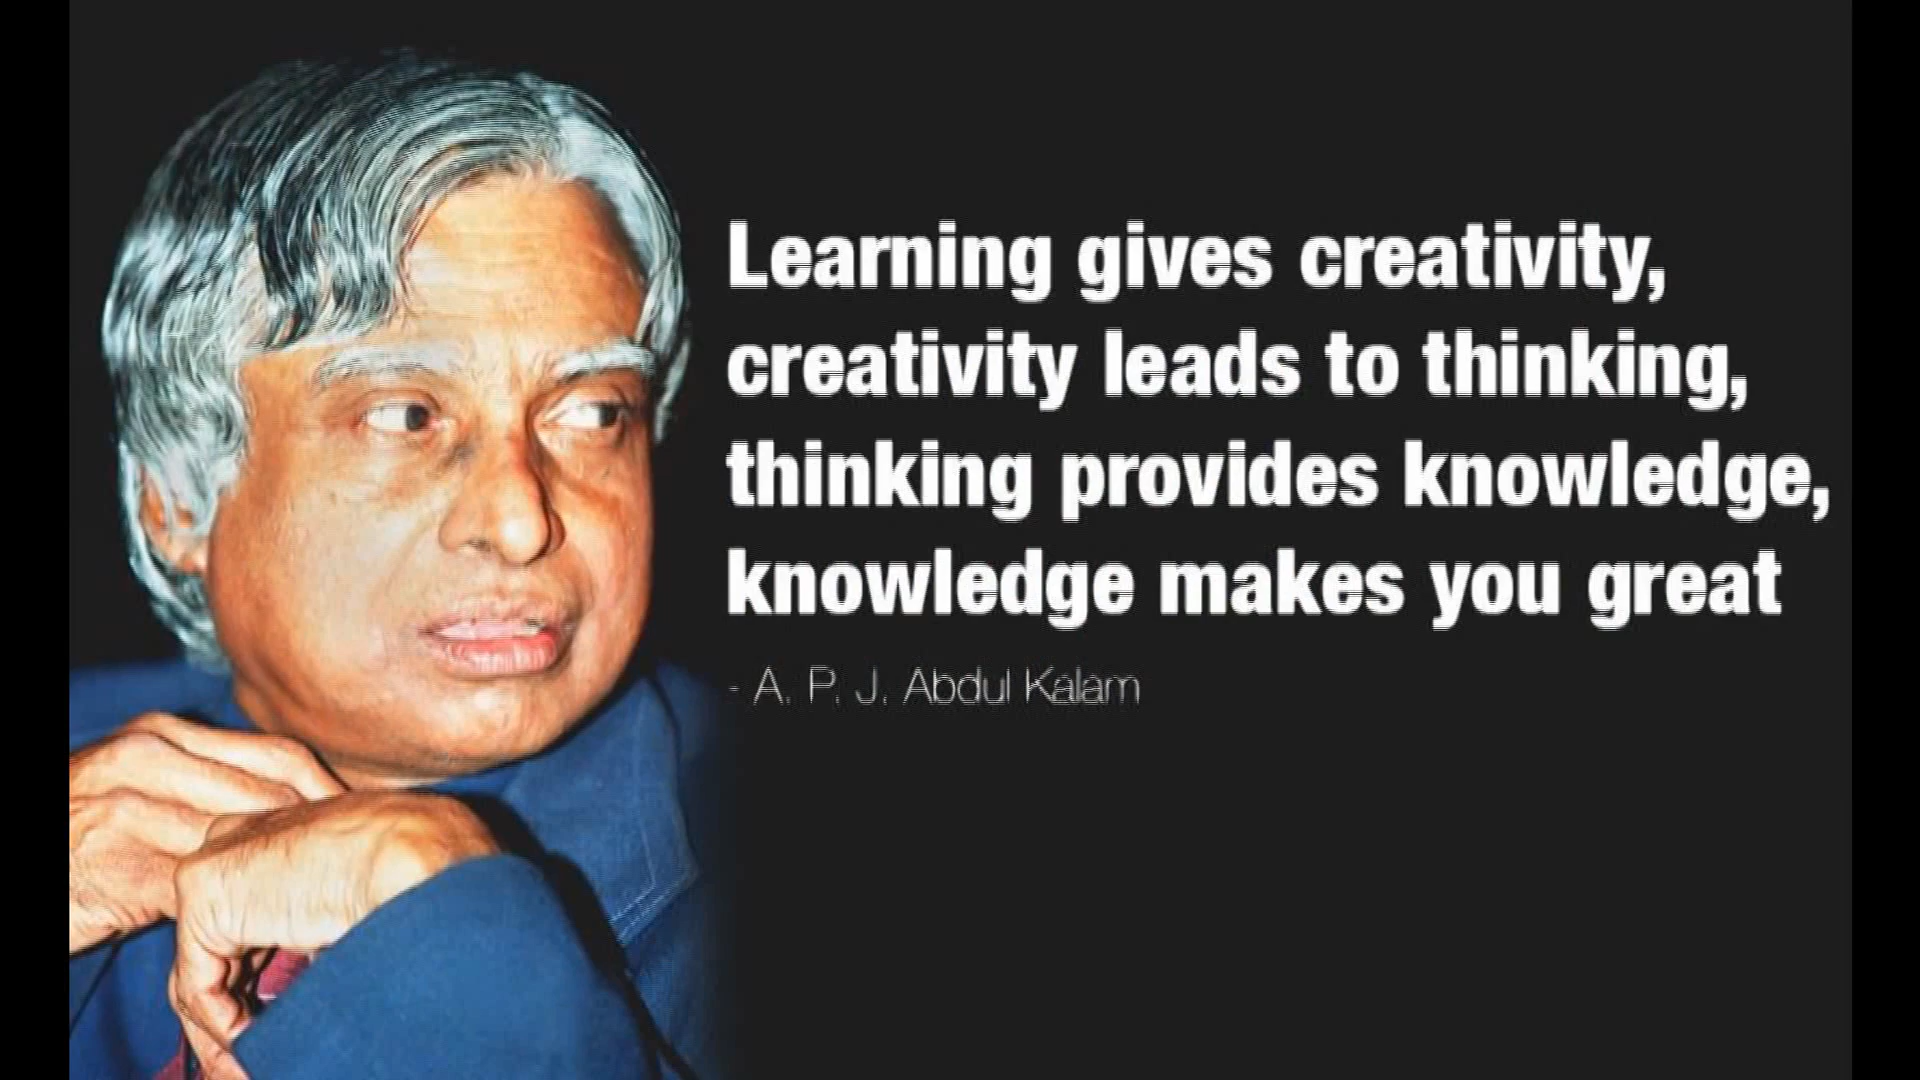 Learning gives creativity,
creativity leads to thinking,
thinking provides knowledge,
knowledge makes you great
- A. P. J. Abdul Kalam